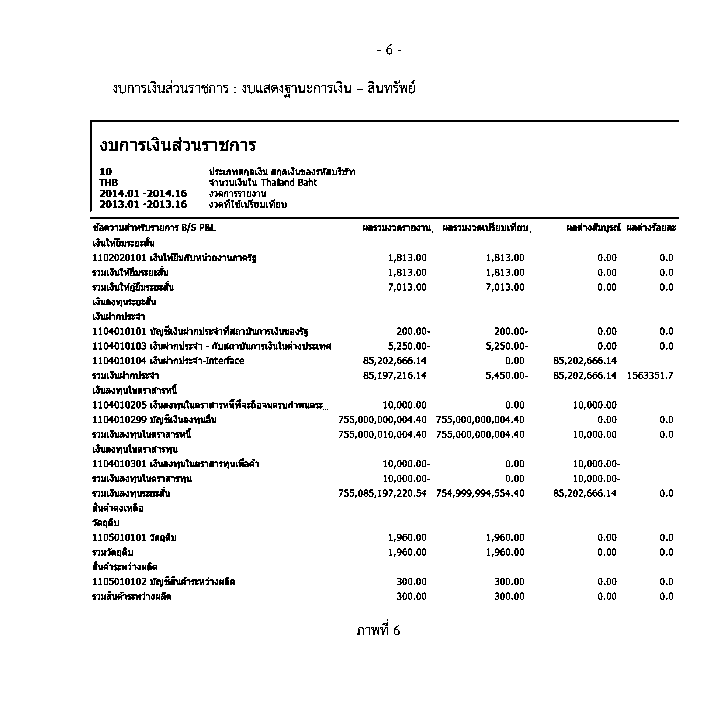 - 6 -
งบการเงินส่วนราชการ : งบแสดงฐานะการเงิน – สินทรัพย์
งบการเงินส่วนราชการ
10 ประเภทสกุลเงิน สกุลเงินของรหัสบริษัท
THB จำนวนเงินใน Thailand Baht
2014.01 -2014.16 งวดการรายงาน
2013.01 -2013.16 งวดที่ใช้เปรียบเทียบ
ข้อความสำหรับรายการ B/S P&L ผลรวมงวดรายงาน, ผลรวมงวดเปรียบเทียบ, ผลต่างสัมบูรณ์ ผลต่างร้อยละ
เงินให้ยืมระยะสั้น
1102020101 เงินให้ยืมกับหน่วยงานภาครัฐ 1,813.00 1,813.00 0.00 0.0
รวมเงินให้ยืมระยะสั้น 1,813.00 1,813.00 0.00 0.0
รวมเงินให้กู้ยืมระยะสั้น 7,013.00 7,013.00 0.00 0.0
เงินลงทุนระยะสั้น
เงินฝากประจำ
1104010101 บัญชีเงินฝากประจำที่สถาบันการเงินของรัฐ 200.00- 200.00- 0.00 0.0
1104010103 เงินฝากประจำ - กับสถาบันการเงินในต่างประเทศ 5,250.00- 5,250.00- 0.00 0.0
1104010104 เงินฝากประจำ-Interface 85,202,666.14 0.00 85,202,666.14
รวมเงินฝากประจำ 85,197,216.14 5,450.00- 85,202,666.14 1563351.7
เงินลงทุนในตราสารหนี้
1104010205 เงินลงทุนในตราสารหนี้ที่จะถือจนครบกำหนดระ... 10,000.00 0.00 10,000.00
1104010299 บัญชีเงินลงทุนอื่น 755,000,000,004.40 755,000,000,004.40 0.00 0.0
รวมเงินลงทุนในตราสารหนี้ 755,000,010,004.40 755,000,000,004.40 10,000.00 0.0
เงินลงทุนในตราสารทุน
1104010301 เงินลงทุนในตราสารทุนเพื่อค้า 10,000.00- 0.00 10,000.00-
รวมเงินลงทุนในตราสารทุน 10,000.00- 0.00 10,000.00-
รวมเงินลงทุนระยะสั้น 755,085,197,220.54 754,999,994,554.40 85,202,666.14 0.0
สินค้าคงเหลือ
วัตถุดิบ
1105010101 วัตถุดิบ 1,960.00 1,960.00 0.00 0.0
รวมวัตถุดิบ 1,960.00 1,960.00 0.00 0.0
สินค้าระหว่างผลิต
1105010102 บัญชีสินค้าระหว่างผลิต 300.00 300.00 0.00 0.0
รวมสินค้าระหว่างผลิต 300.00 300.00 0.00 0.0
ภาพที่ 6